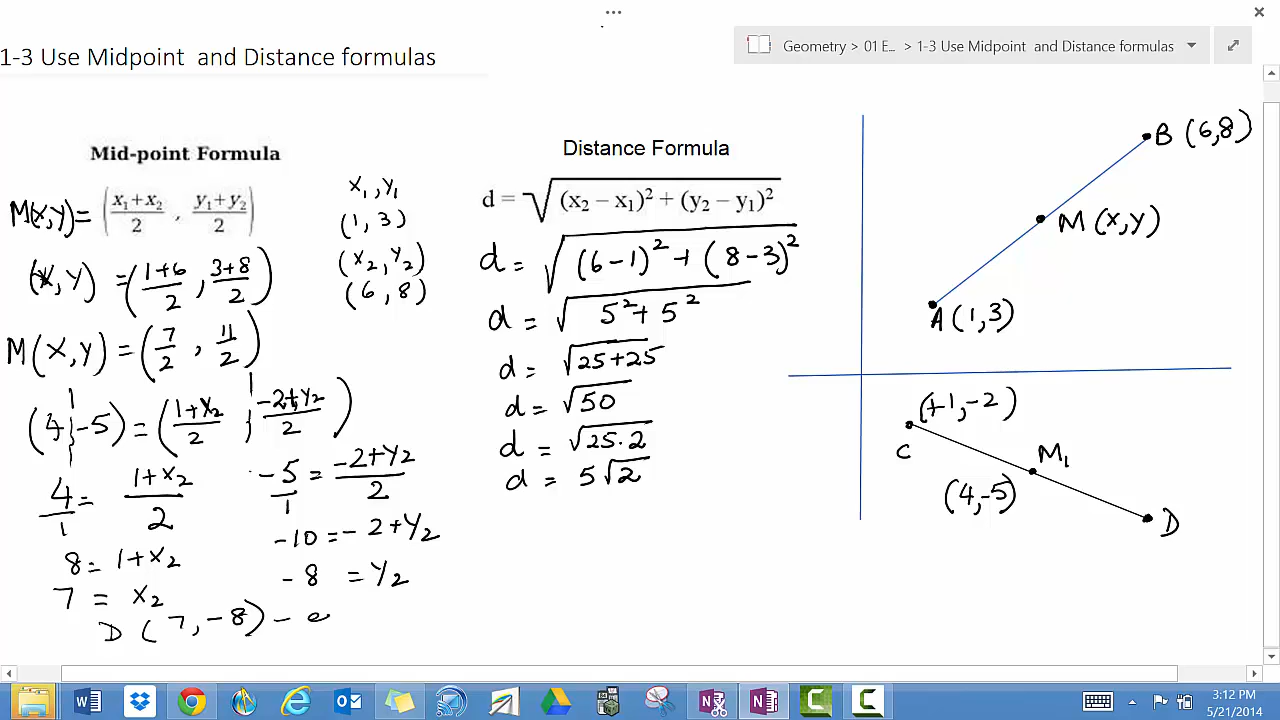 1-3 Use Midpoint and Distance formulas
Geometry > 01 E... > 1-3 Use Midpoint and Distance formulas
Mid-point Formula
M(x,y)= (x₁+x₂/2 , y₁+y₂/2)
(x,y) =(1+6/2 , 3+8/2)
M(x,y) =(7/2 , 11/2)
(4,-5)=(1+x₂/2 , -2+y₂/2)
4/1 = 1+x₂/2
8= 1+x₂
7 = x₂
-5/1 = -2+y₂/2
-10=-2+y₂
-8 =y₂
D (7,-8) - e
x₁,y₁
(1, 3)
(x₂,y₂)
(6,8)
Distance Formula
d = √(x₂ − x₁)² + (y₂ − y₁)²
d = √(6-1)² + (8-3)²
d = √5²+5²
d = √25+25
d = √50
d = √25·2
d = 5√2
B (6,8)
M (x,y)
A (1,3)
(+1,-2)
C
M₁
(4,-5)
D
3:12 PM
5/21/2014